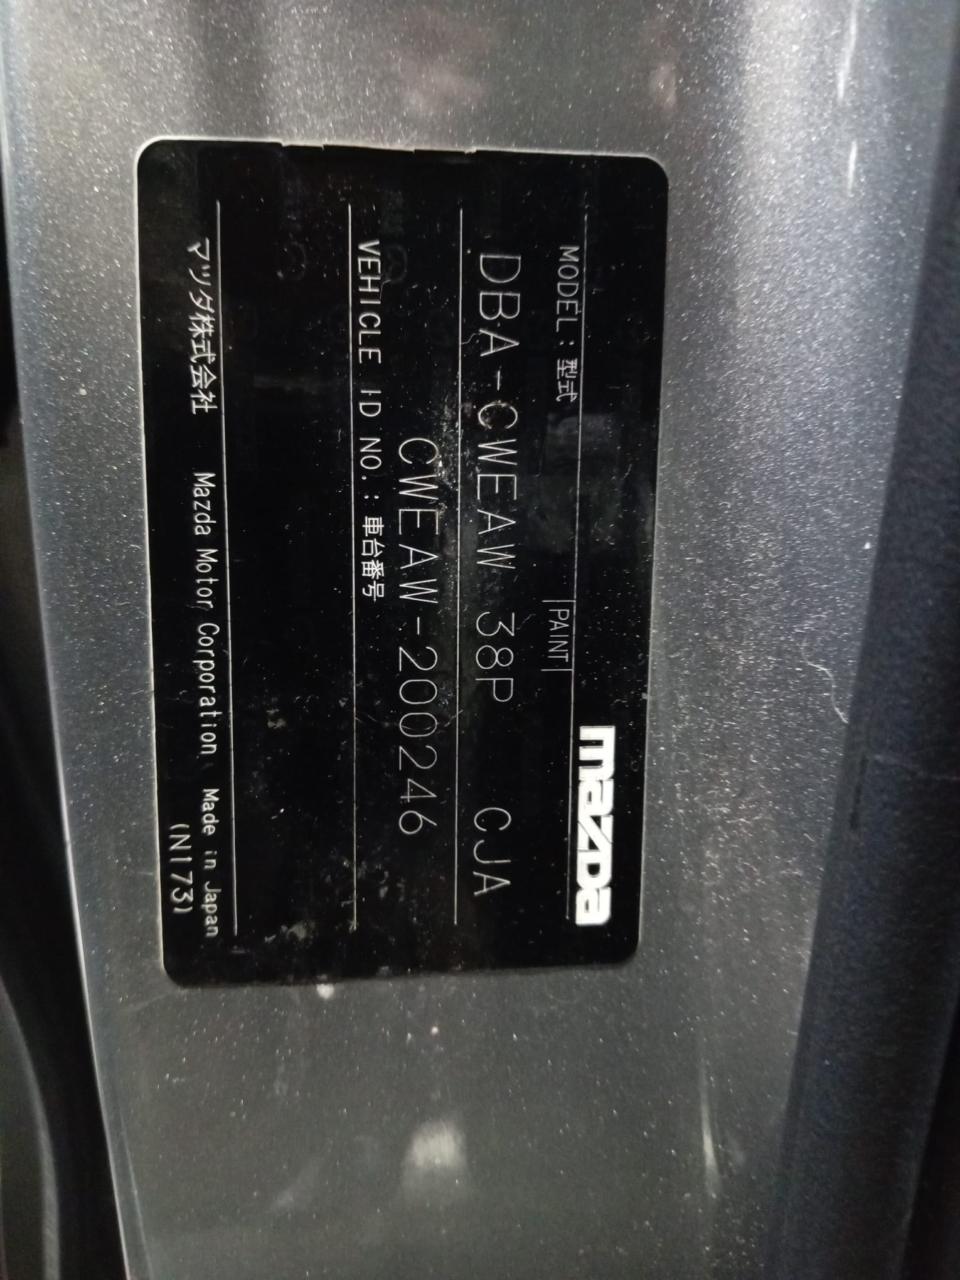 mazda
MODEL:型式 PAINT
DBA-CWEAW 38P CJA
CWEAW-200246
VEHICLE ID NO.:車台番号
マツダ株式会社 Mazda Motor Corporation Made in Japan
(N173)